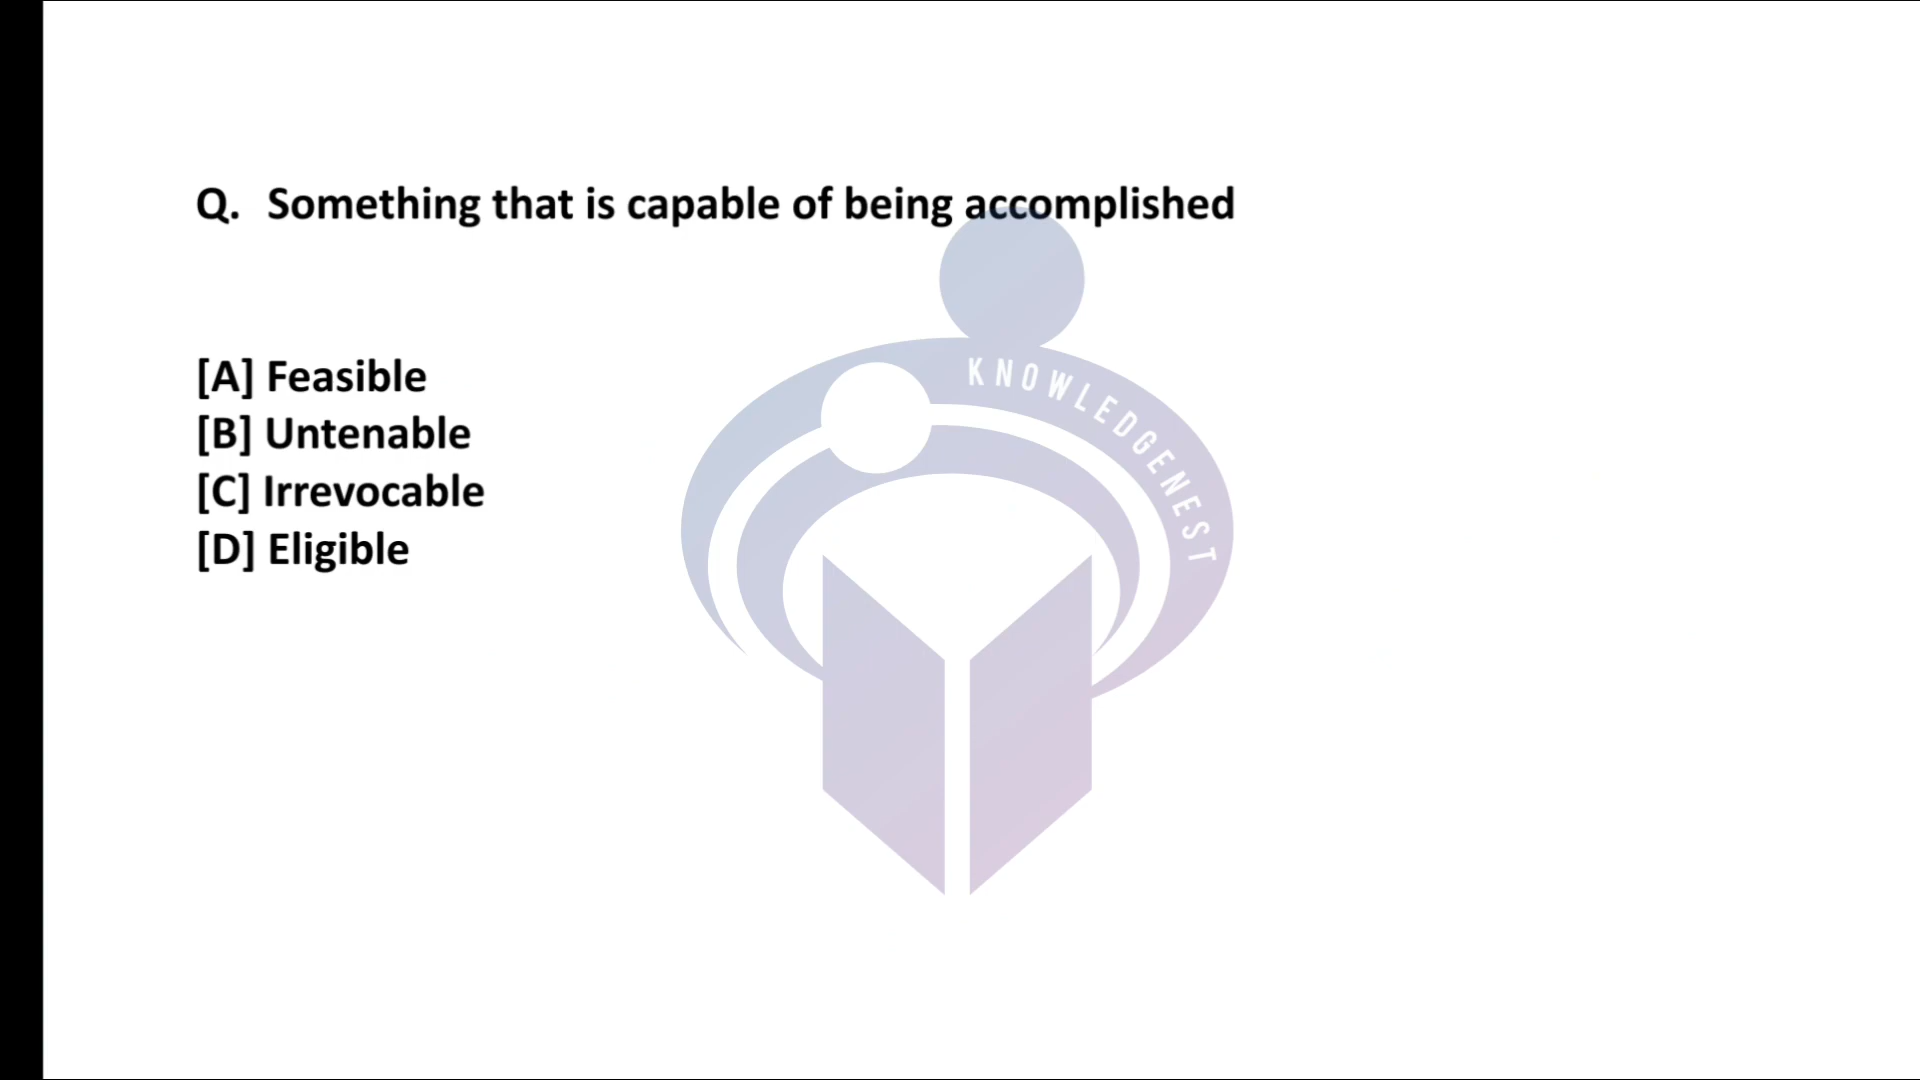 Q. Something that is capable of being accomplished
[A] Feasible
[B] Untenable
[C] Irrevocable
[D] Eligible
KNOWLEDGENEST